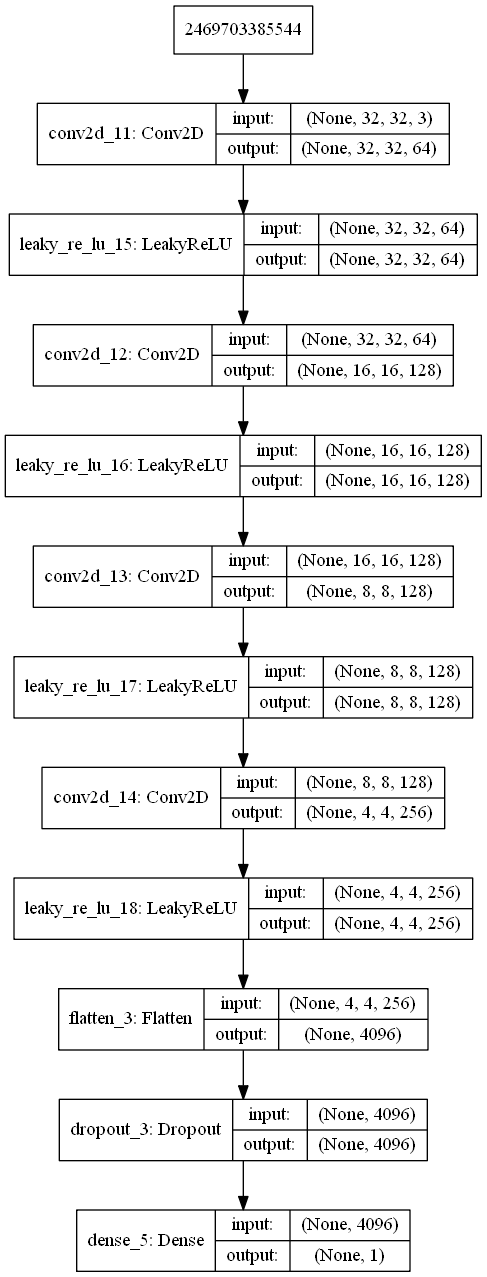 2469703385544
conv2d_11: Conv2D
input:
(None, 32, 32, 3)
output:
(None, 32, 32, 64)
leaky_re_lu_15: LeakyReLU
input:
(None, 32, 32, 64)
output:
(None, 32, 32, 64)
conv2d_12: Conv2D
input:
(None, 32, 32, 64)
output:
(None, 16, 16, 128)
leaky_re_lu_16: LeakyReLU
input:
(None, 16, 16, 128)
output:
(None, 16, 16, 128)
conv2d_13: Conv2D
input:
(None, 16, 16, 128)
output:
(None, 8, 8, 128)
leaky_re_lu_17: LeakyReLU
input:
(None, 8, 8, 128)
output:
(None, 8, 8, 128)
conv2d_14: Conv2D
input:
(None, 8, 8, 128)
output:
(None, 4, 4, 256)
leaky_re_lu_18: LeakyReLU
input:
(None, 4, 4, 256)
output:
(None, 4, 4, 256)
flatten_3: Flatten
input:
(None, 4, 4, 256)
output:
(None, 4096)
dropout_3: Dropout
input:
(None, 4096)
output:
(None, 4096)
dense_5: Dense
input:
(None, 4096)
output:
(None, 1)